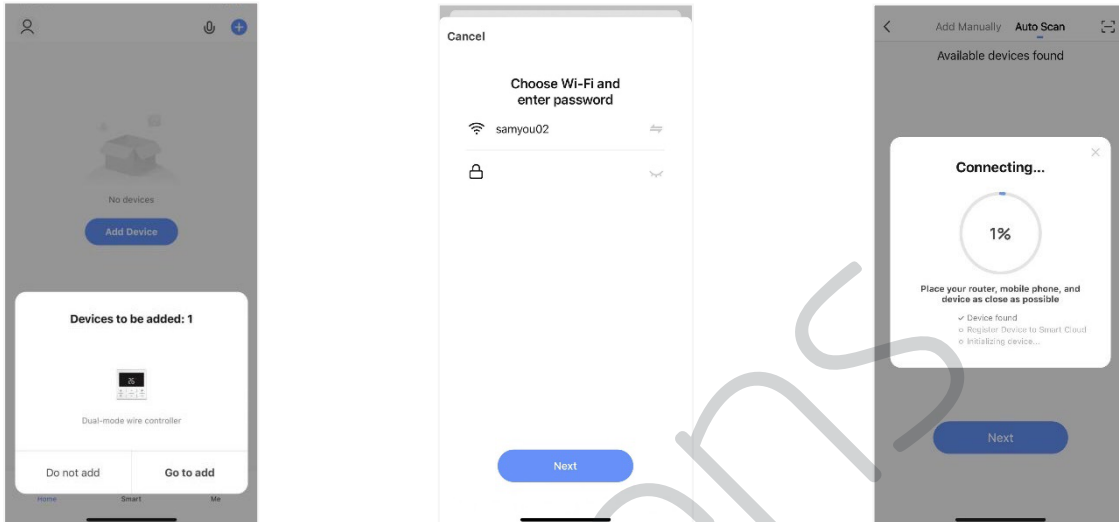 No devices
Add Device
Devices to be added: 1
26
Dual-mode wire controller
Do not add
Go to add
Home
Smart
Me
Cancel
Choose Wi-Fi and
enter password
samyou02
Next
Add Manually
Auto Scan
Available devices found
Connecting...
1%
Place your router, mobile phone, and
device as close as possible
Device found
Register Device to Smart Cloud
Initializing device...
Next